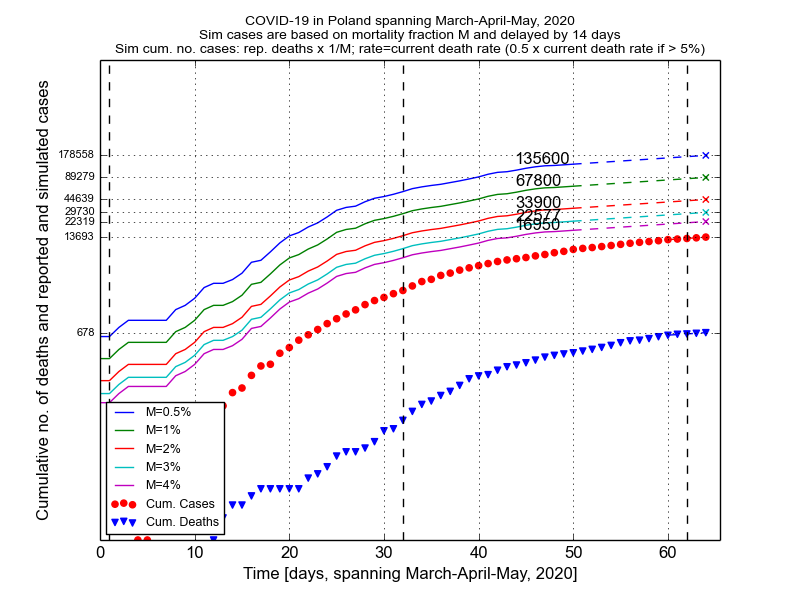 COVID-19 in Poland spanning March-April-May, 2020
Sim cases are based on mortality fraction M and delayed by 14 days
Sim cum. no. cases: rep. deaths x 1/M; rate=current death rate (0.5 x current death rate if > 5%)
Cumulative no. of deaths and reported and simulated cases
178558
89279
44639
29730
22319
13693
678
135600
67800
33900
22577
16950
M=0.5%
M=1%
M=2%
M=3%
M=4%
Cum. Cases
Cum. Deaths
0 10 20 30 40 50 60
Time [days, spanning March-April-May, 2020]